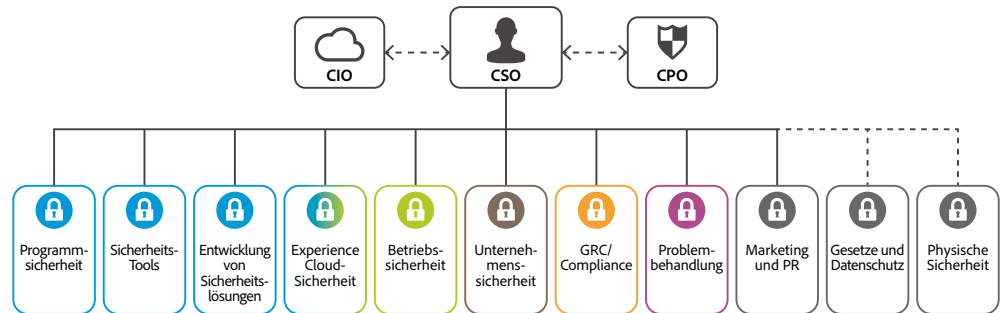 CIO
CSO
CPO
Programm-
sicherheit
Sicherheits-
Tools
Entwicklung
von
Sicherheits-
lösungen
Experience
Cloud-
Sicherheit
Betriebs-
sicherheit
Unterneh-
mens-
sicherheit
GRC/
Compliance
Problem-
behandlung
Marketing
und PR
Gesetze und
Datenschutz
Physische
Sicherheit